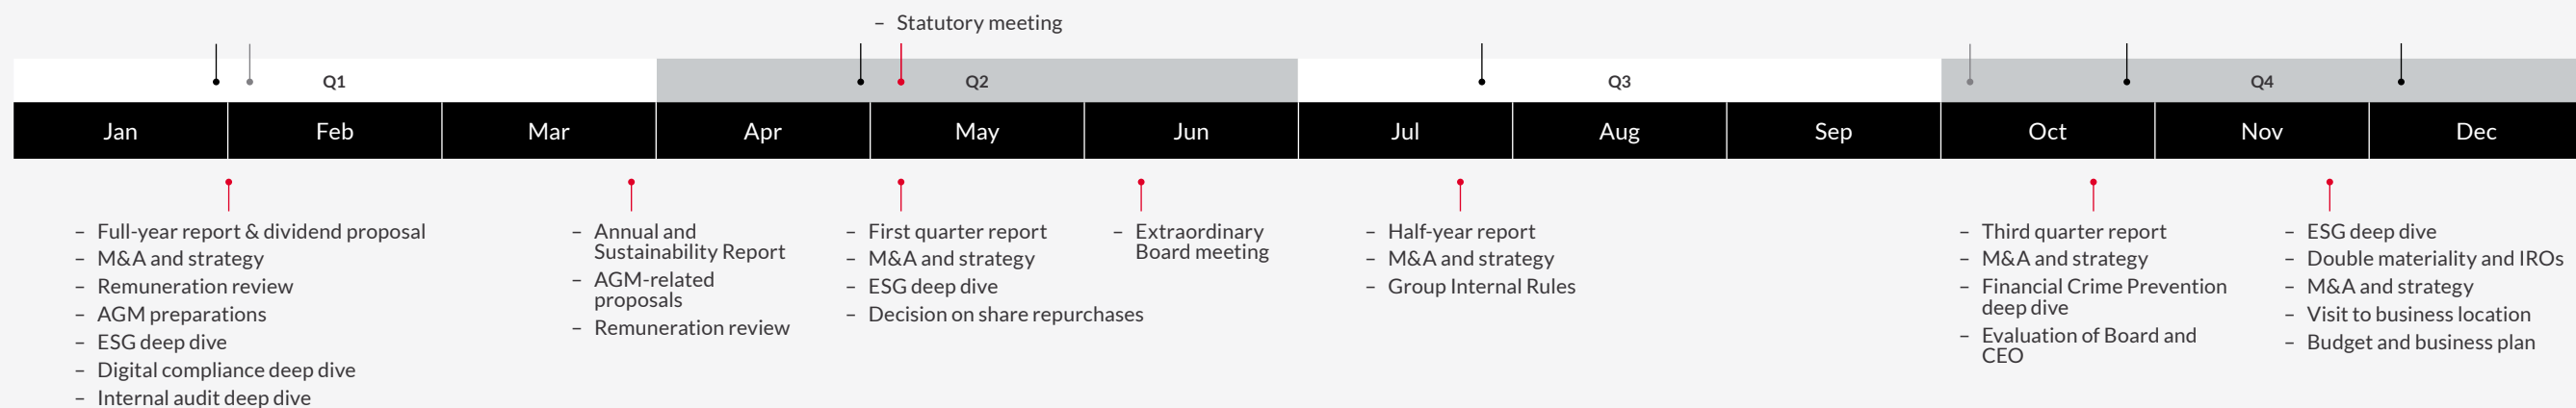 – Statutory meeting
Q1
Q2
Q3
Q4
Jan
Feb
Mar
Apr
May
Jun
Jul
Aug
Sep
Oct
Nov
Dec
– Full-year report & dividend proposal
– M&A and strategy
– Remuneration review
– AGM preparations
– ESG deep dive
– Digital compliance deep dive
– Internal audit deep dive
– Annual and
Sustainability Report
– AGM-related
proposals
– Remuneration review
– First quarter report
– M&A and strategy
– ESG deep dive
– Decision on share repurchases
– Extraordinary
Board meeting
– Half-year report
– M&A and strategy
– Group Internal Rules
– Third quarter report
– M&A and strategy
– Financial Crime Prevention
deep dive
– Evaluation of Board and
CEO
– ESG deep dive
– Double materiality and IROs
– M&A and strategy
– Visit to business location
– Budget and business plan